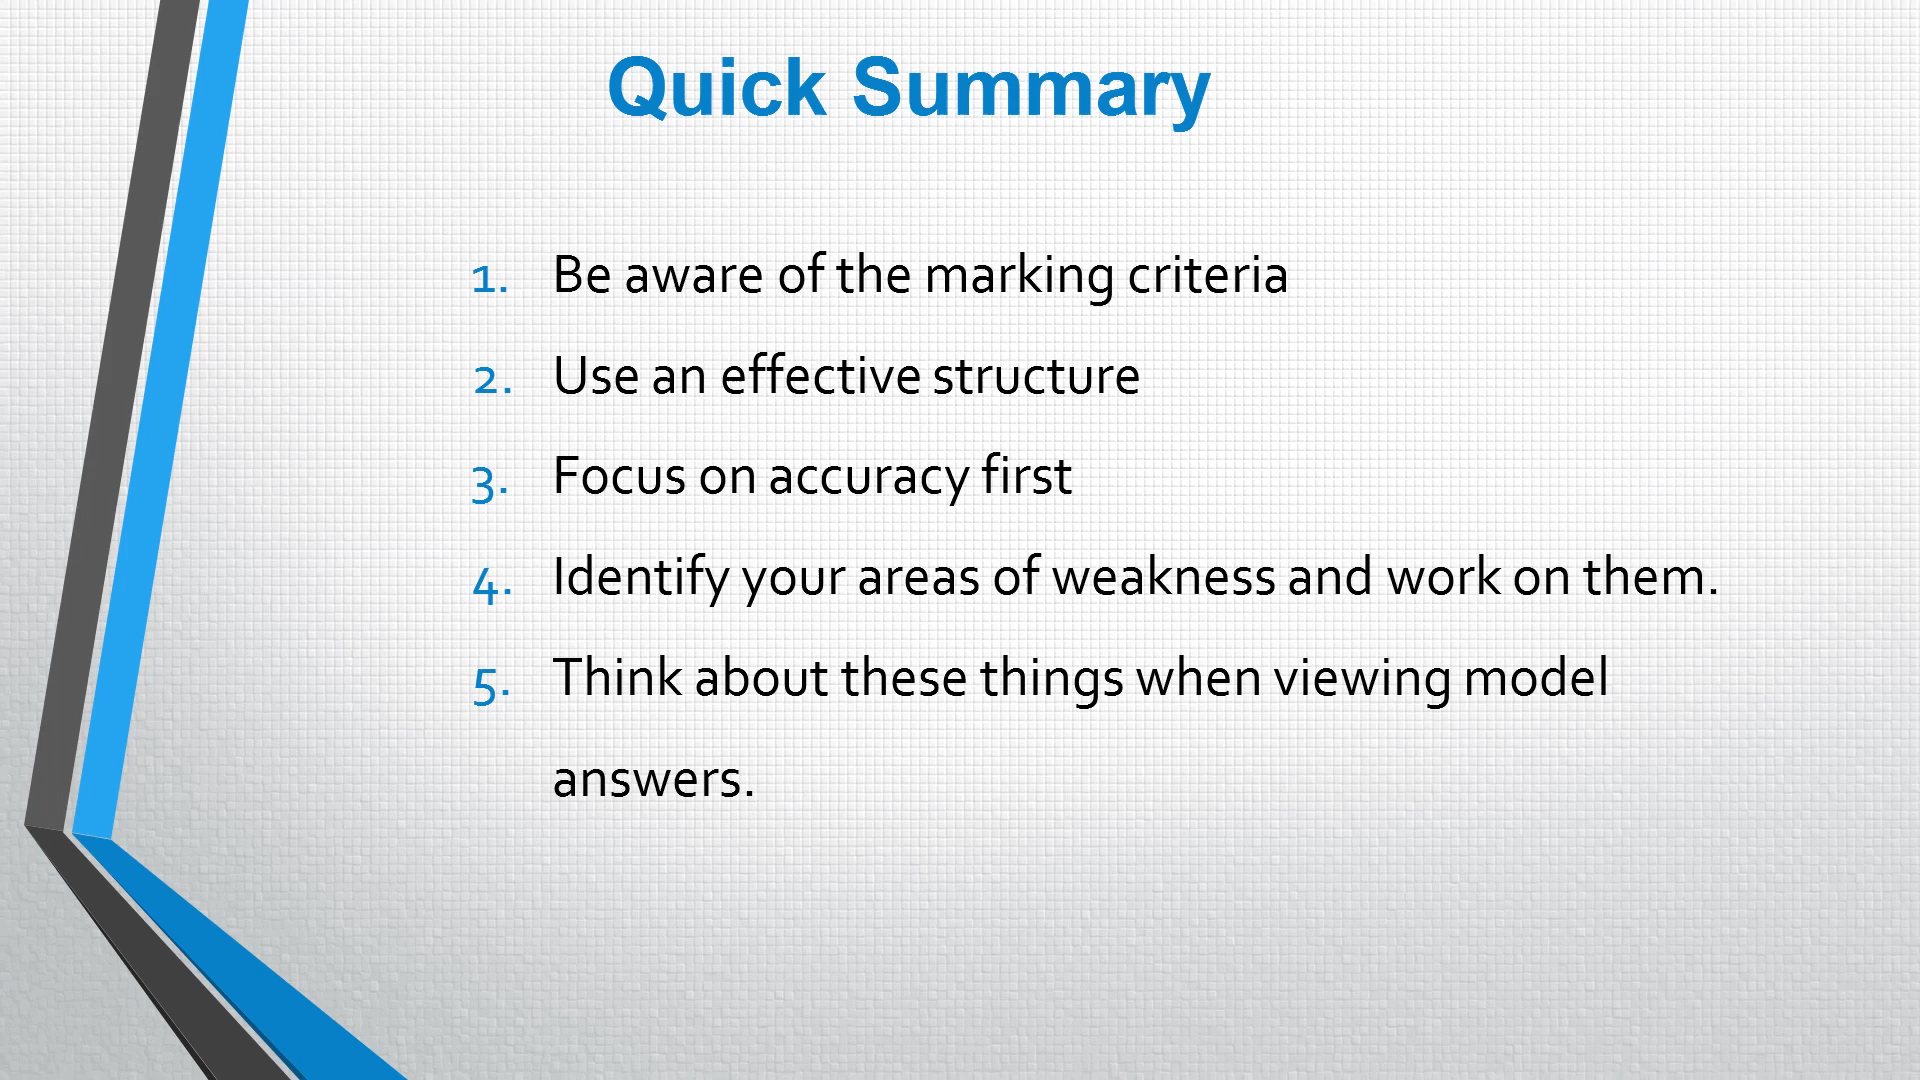 Quick Summary
1. Be aware of the marking criteria
2. Use an effective structure
3. Focus on accuracy first
4. Identify your areas of weakness and work on them.
5. Think about these things when viewing model
answers.